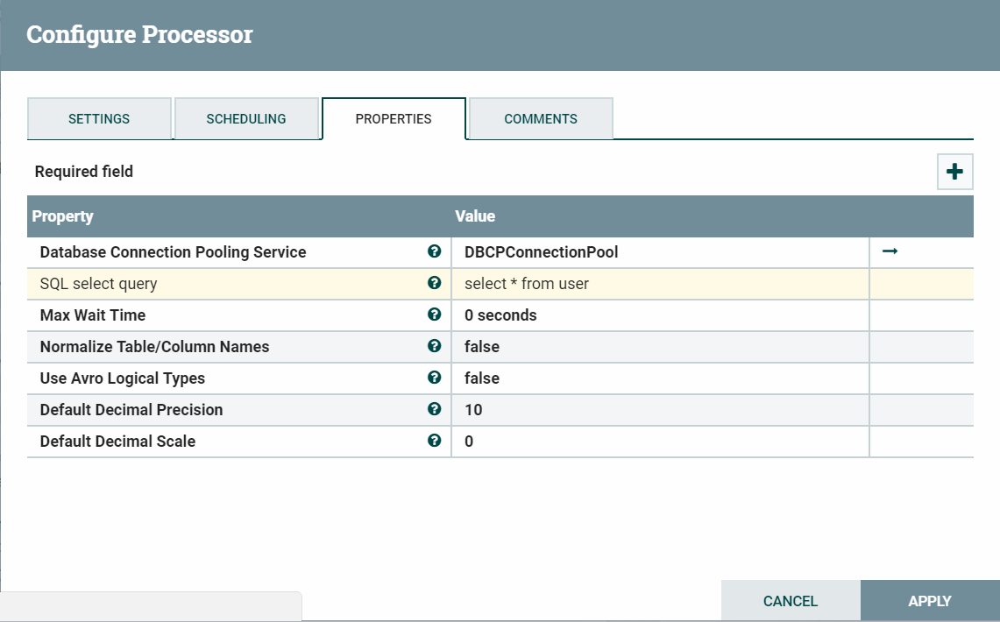 Configure Processor
SETTINGS SCHEDULING PROPERTIES COMMENTS
Required field
Property Value
Database Connection Pooling Service DBCPConnectionPool
SQL select query select * from user
Max Wait Time 0 seconds
Normalize Table/Column Names false
Use Avro Logical Types false
Default Decimal Precision 10
Default Decimal Scale 0
CANCEL APPLY